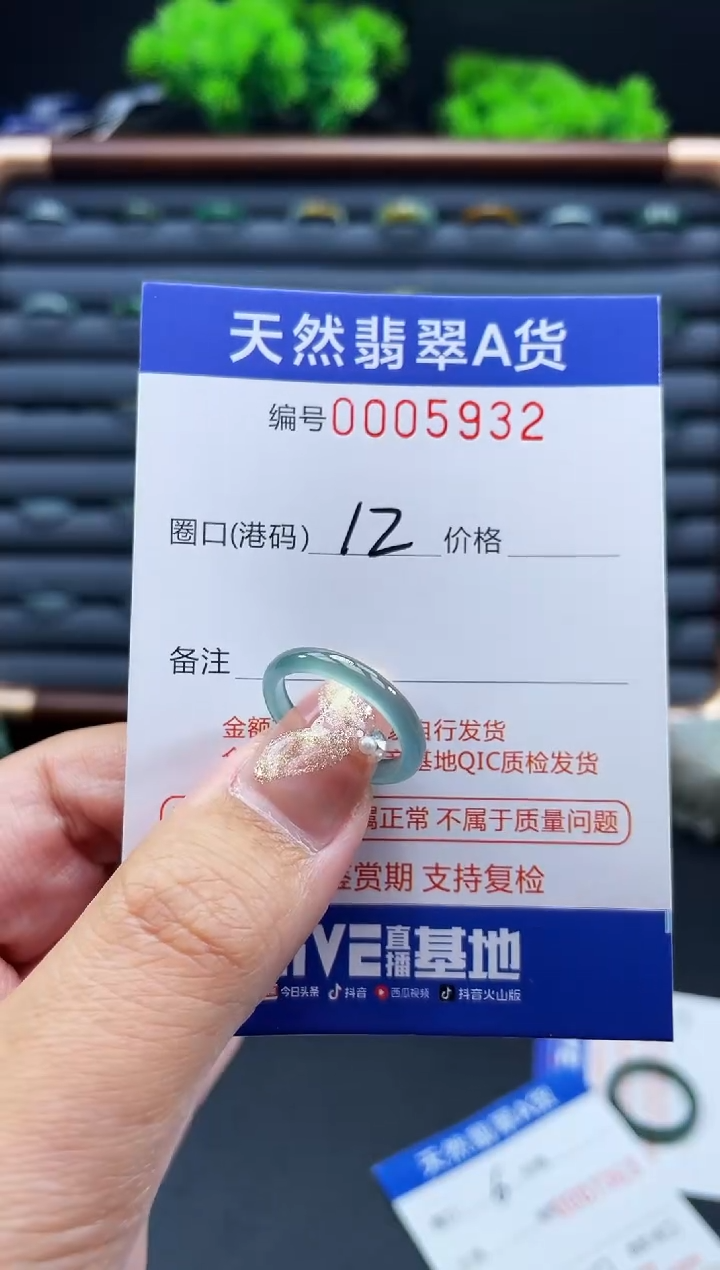 天然翡翠A货
编号0005932
圈口(港码) 12 价格
备注
金额 自行发货
基地QIC质检发货
属正常 不属于质量问题
鉴赏期 支持复检
IVE直播基地
今日头条 抖音 西瓜视频 抖音火山版
天然翡翠A货
6